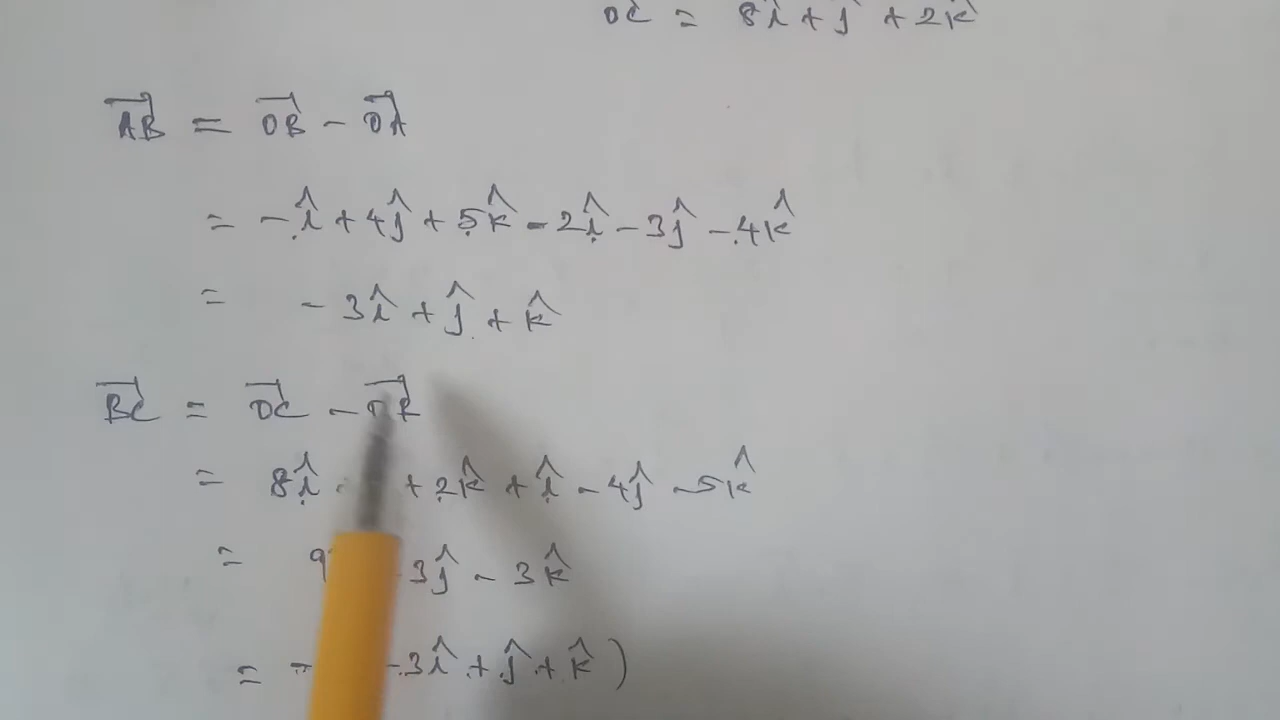 OC = 8î + ĵ + 2k̂
AB⃗ = OB⃗ - OA⃗
= -î + 4ĵ + 5k̂ - 2î - 3ĵ - 4k̂
= -3î + ĵ + k̂
BC⃗ = OC⃗ -
= 8î + 2k̂ + î - 4ĵ - 5k̂
= 9 - 3ĵ - 3k̂
= - -3î + ĵ + k̂ )